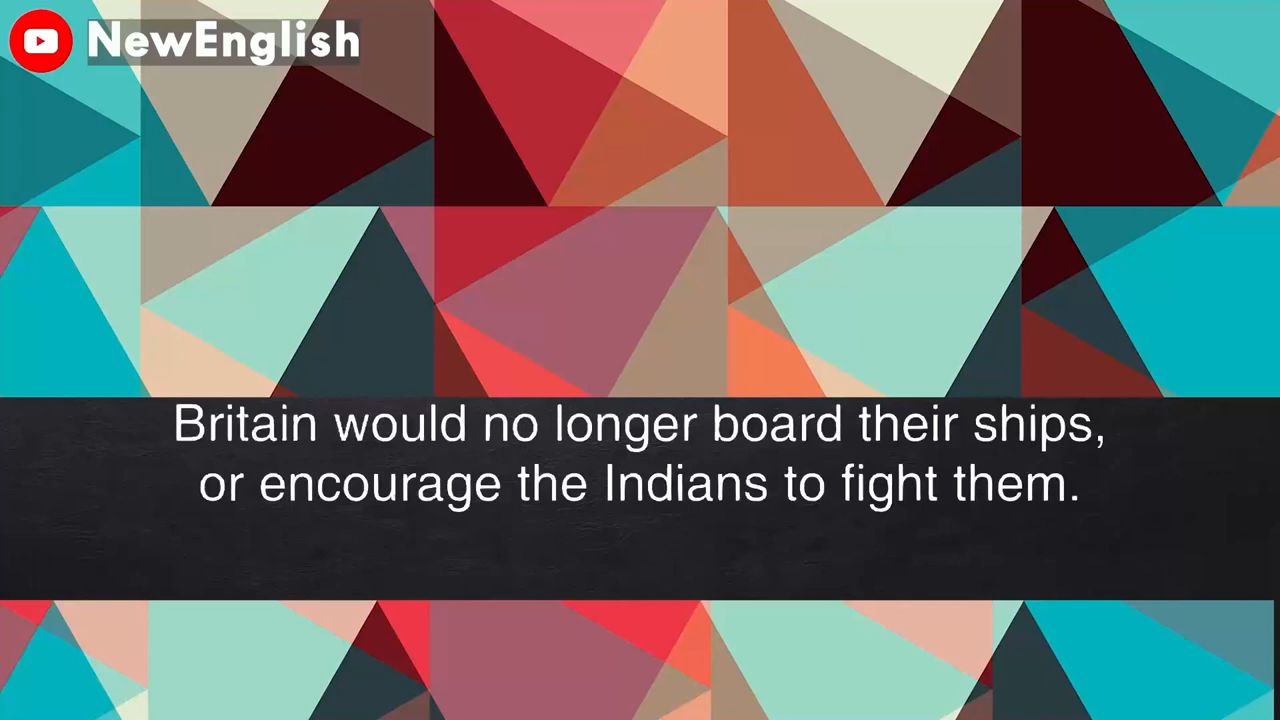 NewEnglish
Britain would no longer board their ships,
or encourage the Indians to fight them.